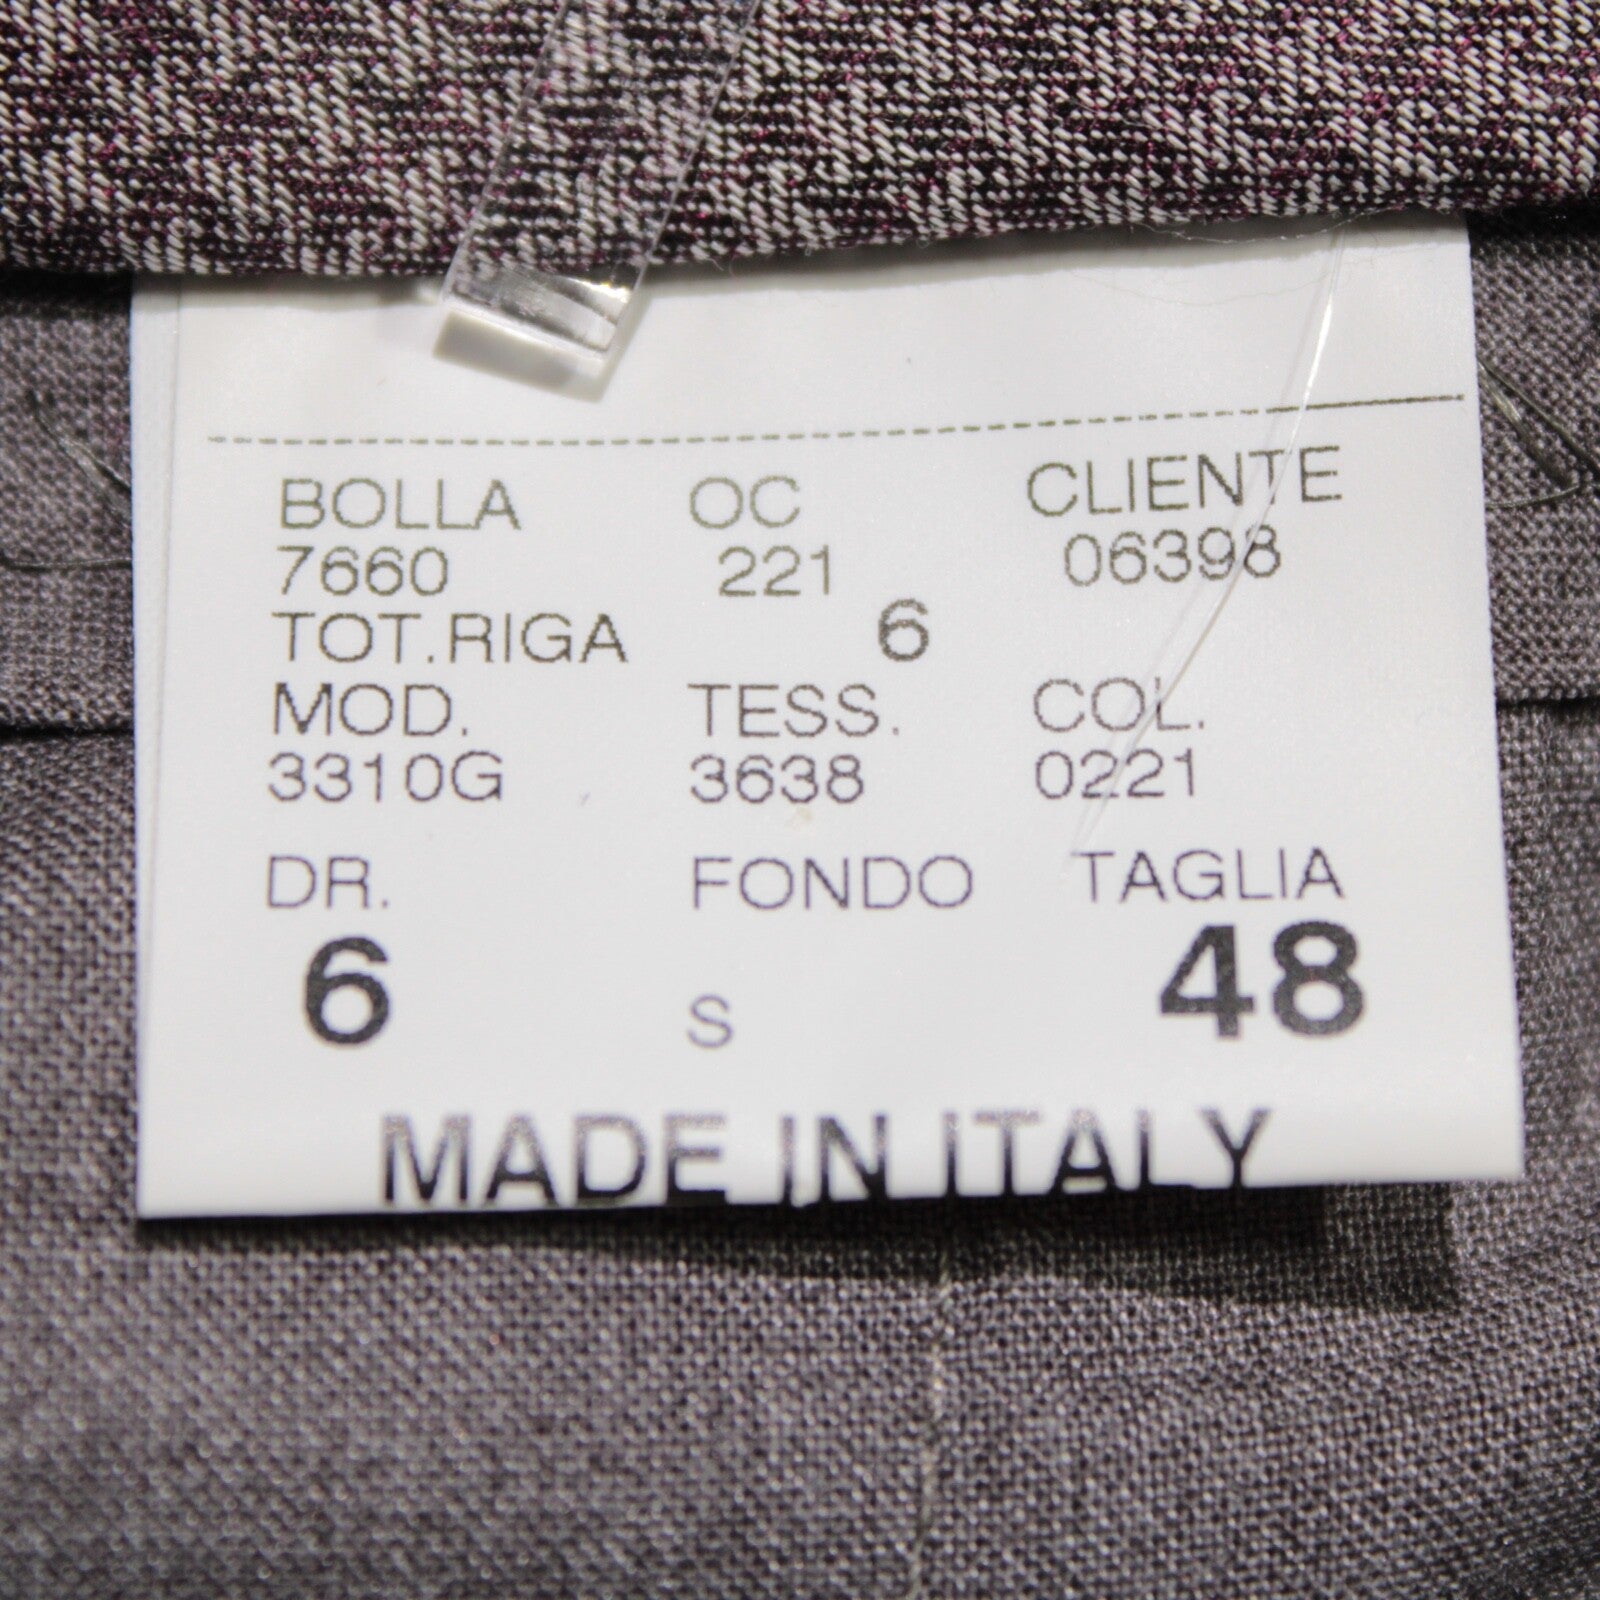 BOLLA OC CLIENTE
7660 221 06398
TOT.RIGA 6
MOD. TESS. COL.
3310G 3638 0221
DR. FONDO TAGLIA
6 S 48
MADE IN ITALY